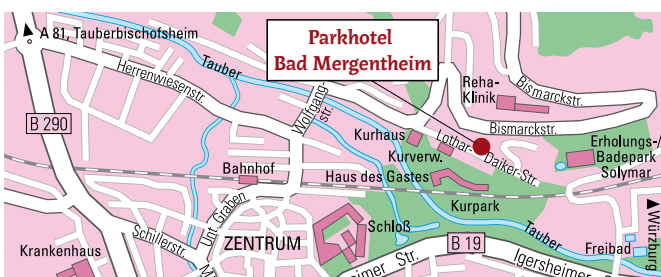 Parkhotel
Bad Mergentheim
A 81, Tauberbischofsheim
Tauber
Herrenwiesenstr.
Wolfgang-
str.
B 290
Reha-
Klinik
Bismarckstr.
Bismarckstr.
Kurhaus
Lothar-
Daiker-Str.
Kurverw.
Erholungs-/
Badepark
Solymar
Bahnhof
Haus des Gastes
Kurpark
Unt. Graben
Schillerstr.
ZENTRUM
Schloß
B 19
Tauber
Würzburg
Freibad
Krankenhaus
M
eimer Str.
Igersheimer